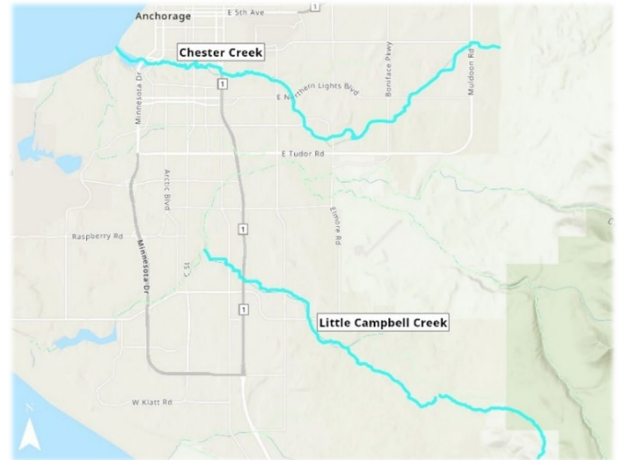 Anchorage
E 5th Ave
1
Chester Creek
Minnesota Dr
1
E Northern Lights Blvd
Boniface Pkwy
Muldoon Rd
E Tudor Rd
Arctic Blvd
Elmore Rd
1
Raspberry Rd
Minnesota Dr
C St
1
Little Campbell Creek
W Klatt Rd
N